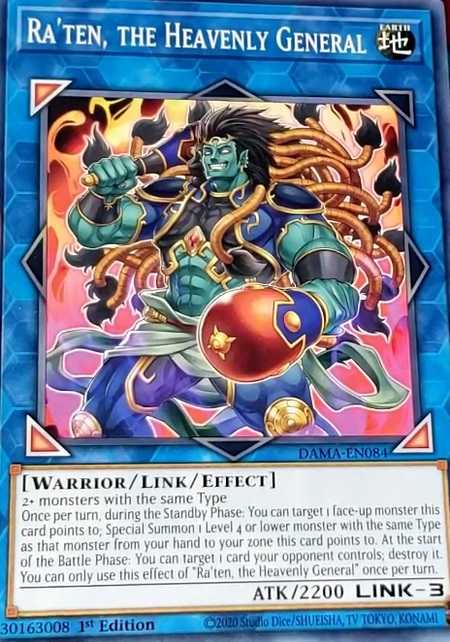 RA'TEN, THE HEAVENLY GENERAL
EARTH
地
DAMA-EN084
[WARRIOR/LINK/EFFECT]
2+ monsters with the same Type
Once per turn, during the Standby Phase: You can target 1 face-up monster this
card points to; Special Summon 1 Level 4 or lower monster with the same Type
as that monster from your hand to your zone this card points to. At the start
of the Battle Phase: You can target 1 card your opponent controls; destroy it.
You can only use this effect of "Ra'ten, the Heavenly General" once per turn.
ATK/2200 LINK-3
30163008 1st Edition ©2020 Studio Dice/SHUEISHA, TV TOKYO, KONAMI